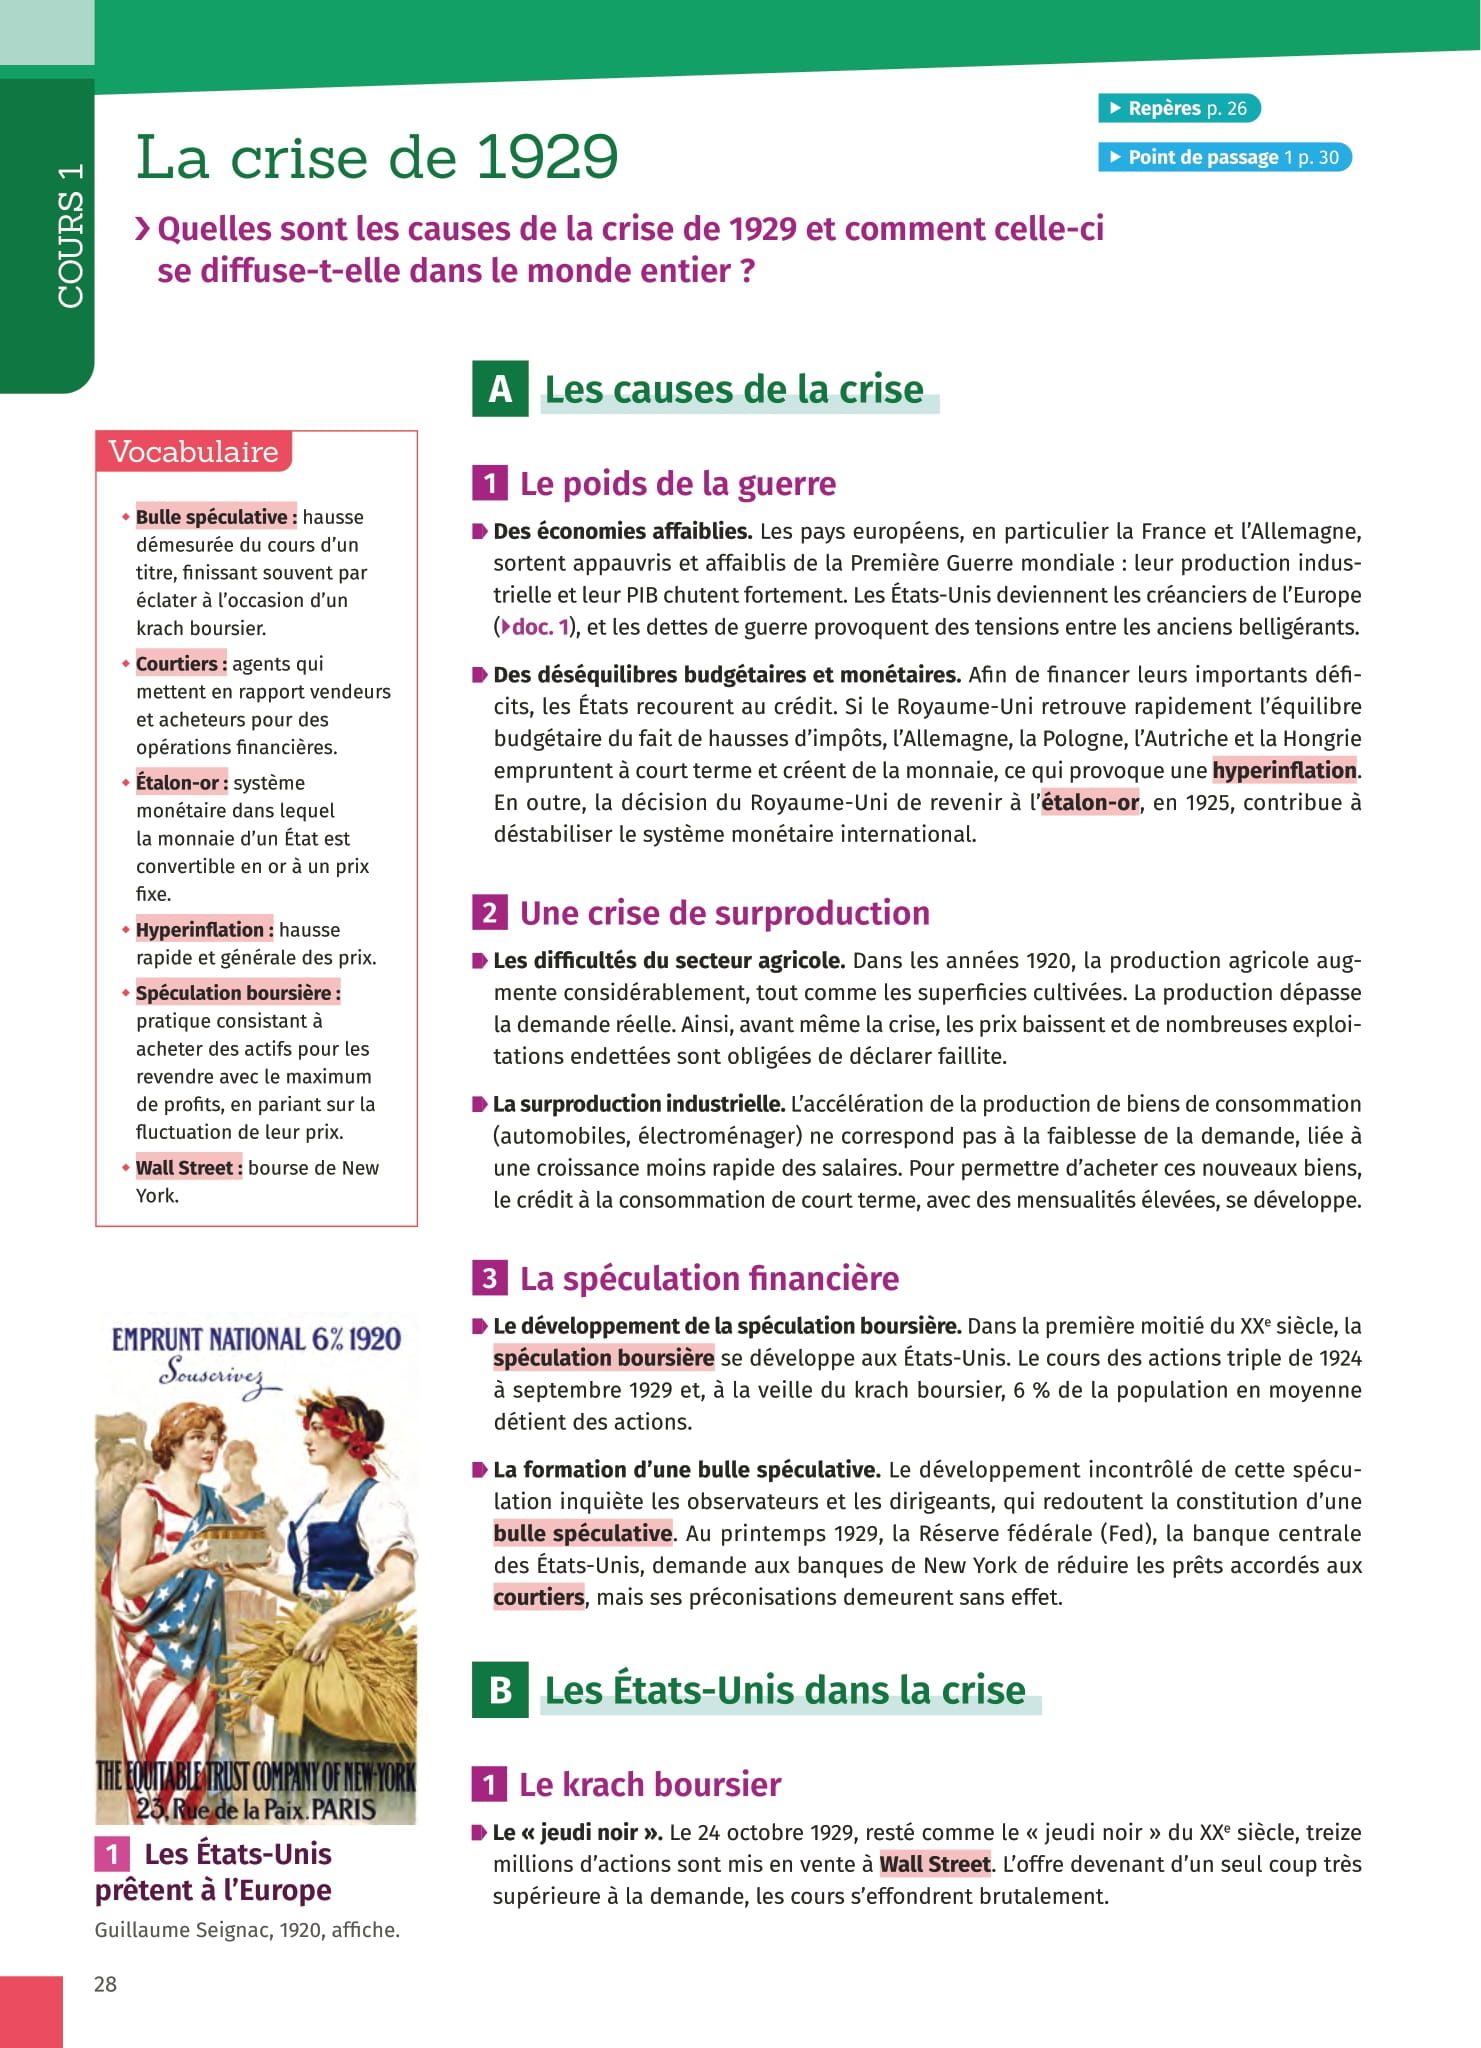 COURS 1
▶ Repères p. 26
▶ Point de passage 1 p. 30
La crise de 1929
❯ Quelles sont les causes de la crise de 1929 et comment celle-ci
se diffuse-t-elle dans le monde entier ?
Vocabulaire
Bulle spéculative : hausse
démesurée du cours d’un
titre, finissant souvent par
éclater à l’occasion d’un
krach boursier.
Courtiers : agents qui
mettent en rapport vendeurs
et acheteurs pour des
opérations financières.
Étalon-or : système
monétaire dans lequel
la monnaie d’un État est
convertible en or à un prix
fixe.
Hyperinflation : hausse
rapide et générale des prix.
Spéculation boursière :
pratique consistant à
acheter des actifs pour les
revendre avec le maximum
de profits, en pariant sur la
fluctuation de leur prix.
Wall Street : bourse de New
York.
EMPRUNT NATIONAL 6% 1920
Souscrivez
THE EQUITABLE TRUST COMPANY OF NEW-YORK
23, Rue de la Paix. PARIS
1 Les États-Unis
prêtent à l’Europe
Guillaume Seignac, 1920, affiche.
A Les causes de la crise
1 Le poids de la guerre
Des économies affaiblies. Les pays européens, en particulier la France et l’Allemagne,
sortent appauvris et affaiblis de la Première Guerre mondiale : leur production indus-
trielle et leur PIB chutent fortement. Les États-Unis deviennent les créanciers de l’Europe
(▶doc. 1), et les dettes de guerre provoquent des tensions entre les anciens belligérants.
Des déséquilibres budgétaires et monétaires. Afin de financer leurs importants défi-
cits, les États recourent au crédit. Si le Royaume-Uni retrouve rapidement l’équilibre
budgétaire du fait de hausses d’impôts, l’Allemagne, la Pologne, l’Autriche et la Hongrie
empruntent à court terme et créent de la monnaie, ce qui provoque une hyperinflation.
En outre, la décision du Royaume-Uni de revenir à l’étalon-or, en 1925, contribue à
déstabiliser le système monétaire international.
2 Une crise de surproduction
Les difficultés du secteur agricole. Dans les années 1920, la production agricole aug-
mente considérablement, tout comme les superficies cultivées. La production dépasse
la demande réelle. Ainsi, avant même la crise, les prix baissent et de nombreuses exploi-
tations endettées sont obligées de déclarer faillite.
La surproduction industrielle. L’accélération de la production de biens de consommation
(automobiles, électroménager) ne correspond pas à la faiblesse de la demande, liée à
une croissance moins rapide des salaires. Pour permettre d’acheter ces nouveaux biens,
le crédit à la consommation de court terme, avec des mensualités élevées, se développe.
3 La spéculation financière
Le développement de la spéculation boursière. Dans la première moitié du XXe siècle, la
spéculation boursière se développe aux États-Unis. Le cours des actions triple de 1924
à septembre 1929 et, à la veille du krach boursier, 6 % de la population en moyenne
détient des actions.
La formation d’une bulle spéculative. Le développement incontrôlé de cette spécu-
lation inquiète les observateurs et les dirigeants, qui redoutent la constitution d’une
bulle spéculative. Au printemps 1929, la Réserve fédérale (Fed), la banque centrale
des États-Unis, demande aux banques de New York de réduire les prêts accordés aux
courtiers, mais ses préconisations demeurent sans effet.
B Les États-Unis dans la crise
1 Le krach boursier
Le « jeudi noir ». Le 24 octobre 1929, resté comme le « jeudi noir » du XXe siècle, treize
millions d’actions sont mis en vente à Wall Street. L’offre devenant d’un seul coup très
supérieure à la demande, les cours s’effondrent brutalement.
28